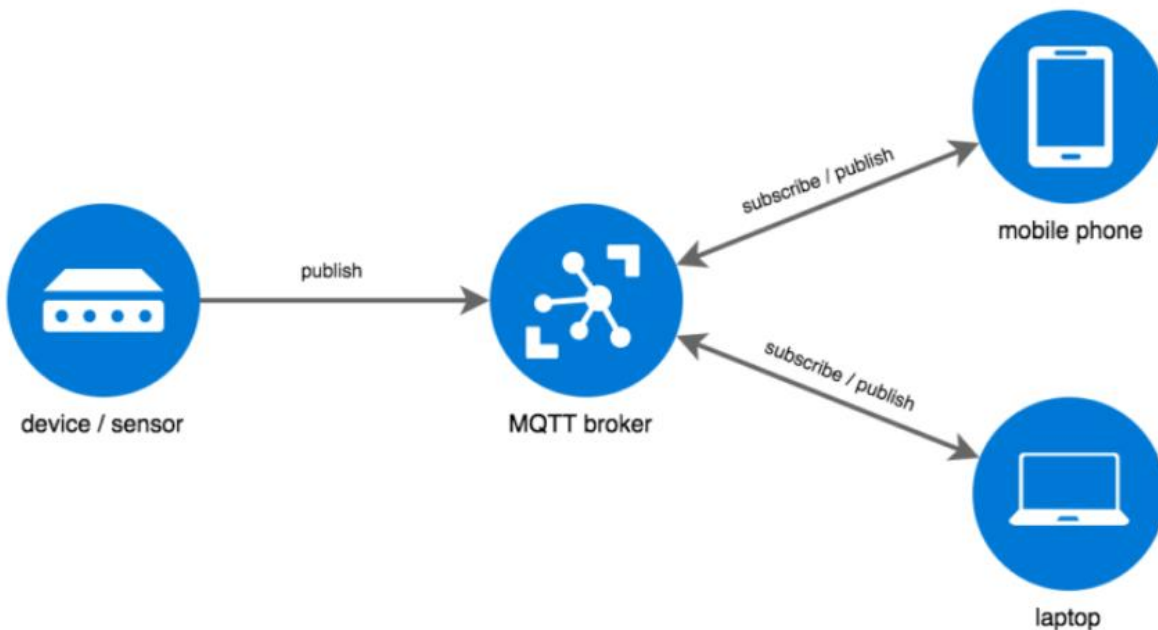 subscribe / publish
mobile phone
publish
device / sensor
MQTT broker
subscribe / publish
laptop